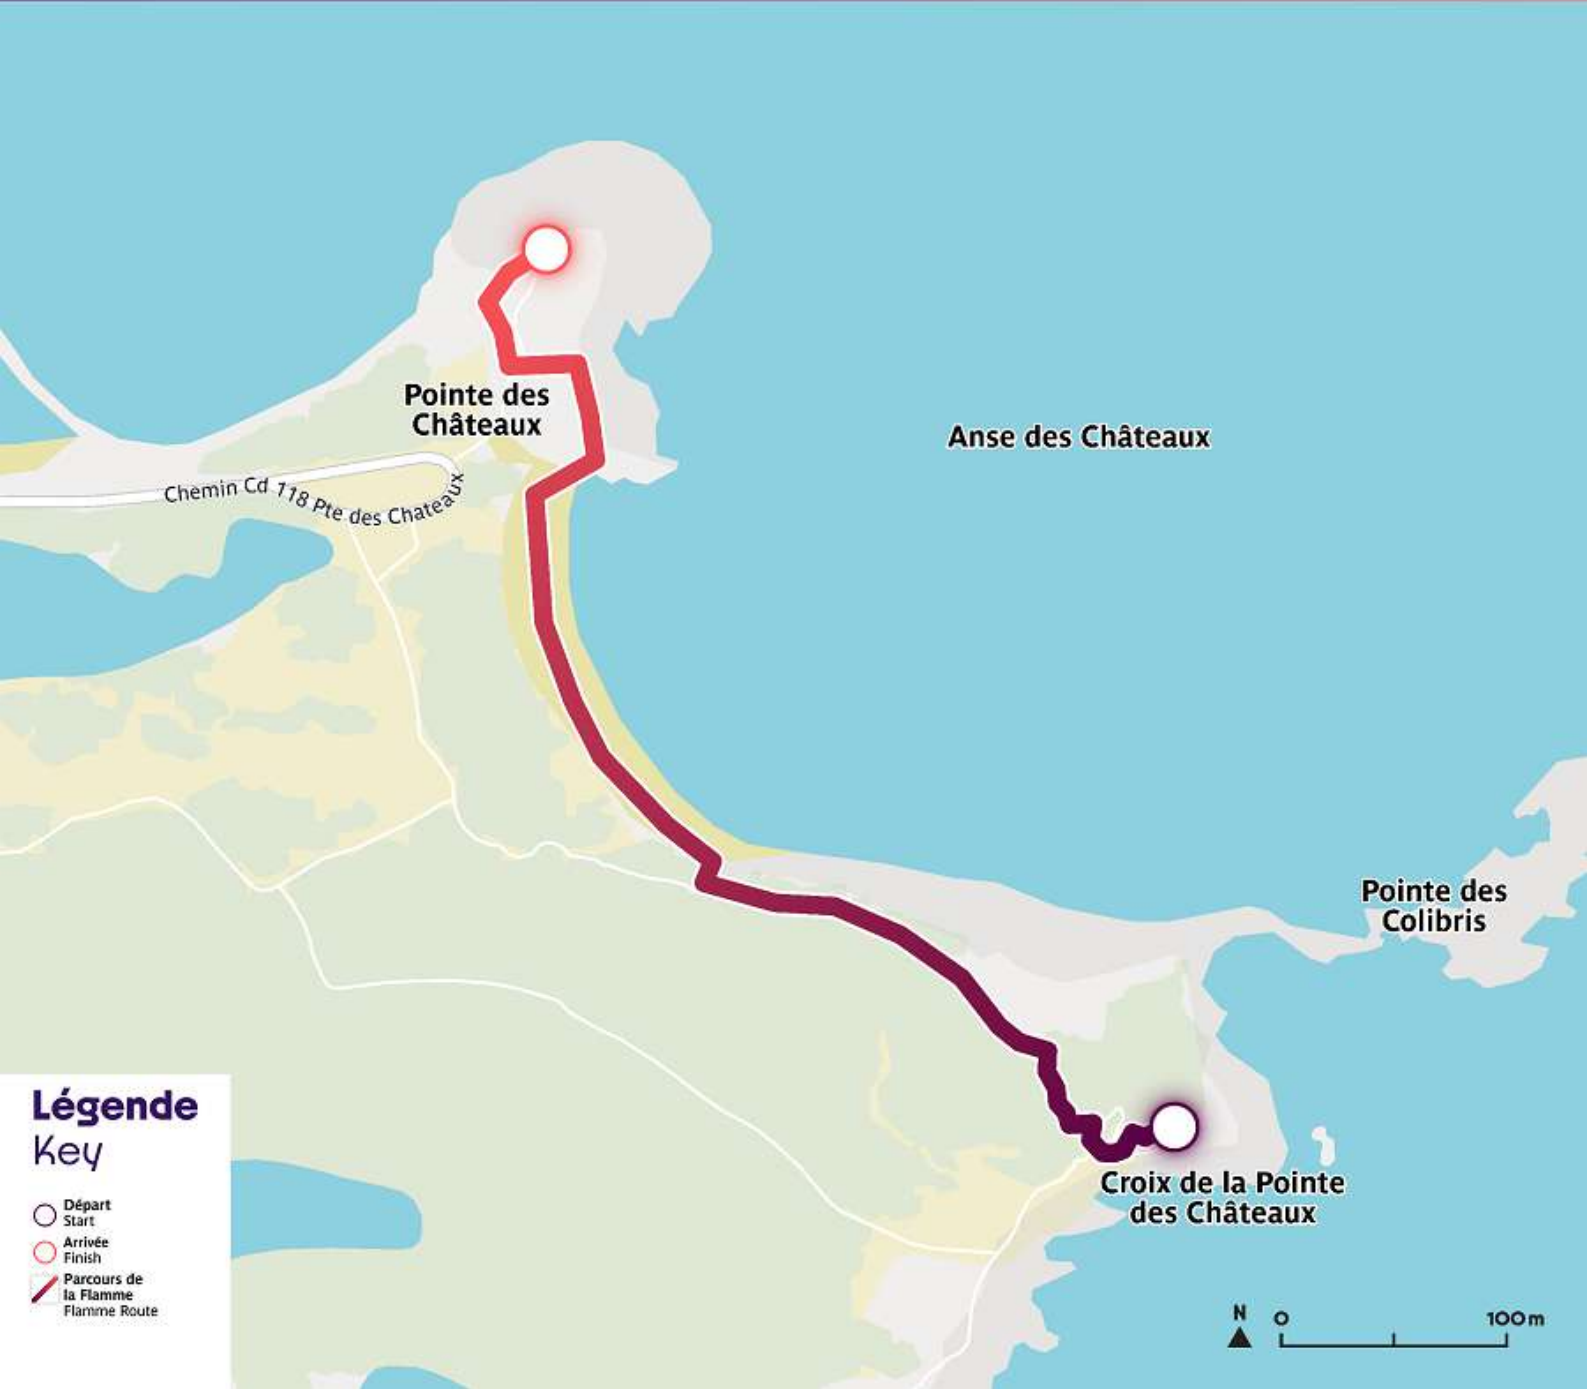 Pointe des
Châteaux
Anse des Châteaux
Chemin Cd 118 Pte des Chateaux
Pointe des
Colibris
Croix de la Pointe
des Châteaux
Légende
Key
Départ
Start
Arrivée
Finish
Parcours de
la Flamme
Flamme Route
N 0 100 m